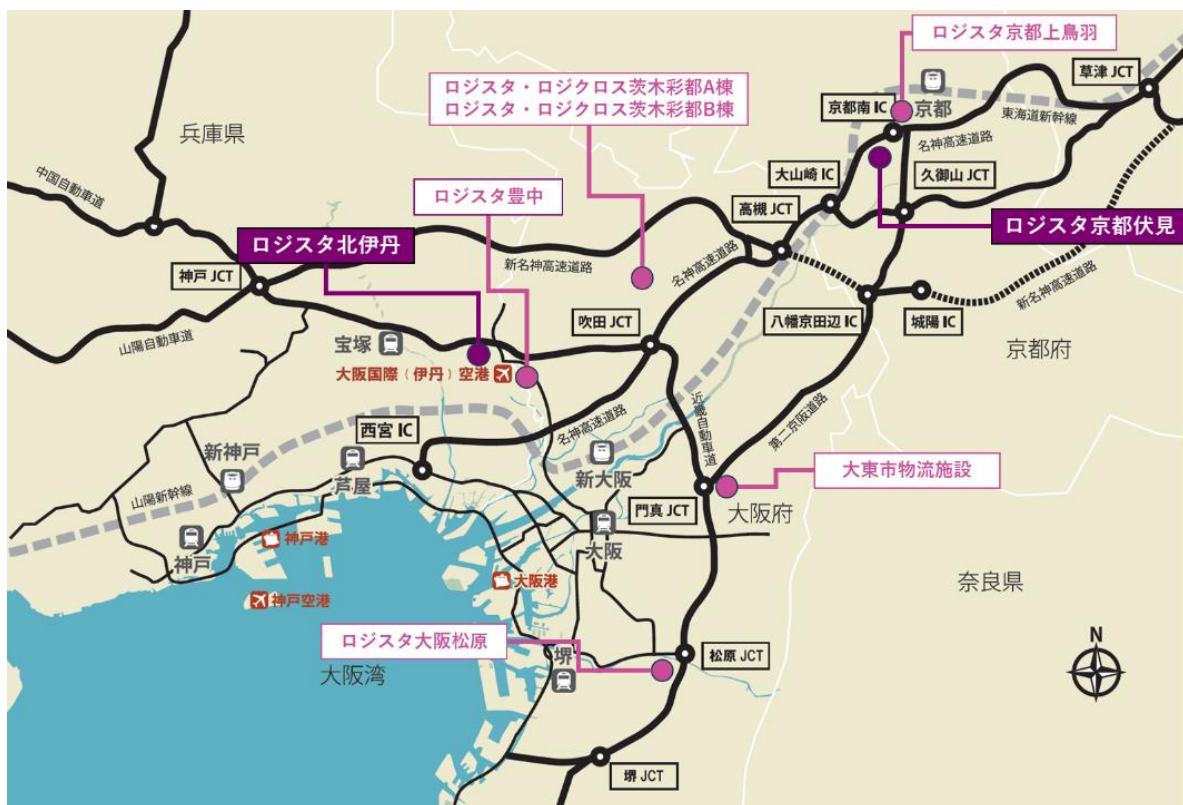 ロジスタ京都上鳥羽
草津 JCT
ロジスタ・ロジクロス茨木彩都A棟
ロジスタ・ロジクロス茨木彩都B棟
京都南 IC
京都
東海道新幹線
名神高速道路
兵庫県
中国自動車道
大山崎 IC
久御山 JCT
ロジスタ豊中
高槻 JCT
ロジスタ京都伏見
ロジスタ北伊丹
新名神高速道路
名神高速道路
神戸 JCT
新名神高速道路
吹田 JCT
八幡京田辺 IC
城陽 IC
山陽自動車道
宝塚
京都府
大阪国際（伊丹）空港
近畿自動車道
第二京阪道路
名神高速道路
西宮 IC
新神戸
芦屋
新大阪
大東市物流施設
山陽新幹線
門真 JCT
大阪府
神戸港
神戸
大阪
大阪港
奈良県
神戸空港
ロジスタ大阪松原
N
堺
松原 JCT
大阪湾
堺 JCT